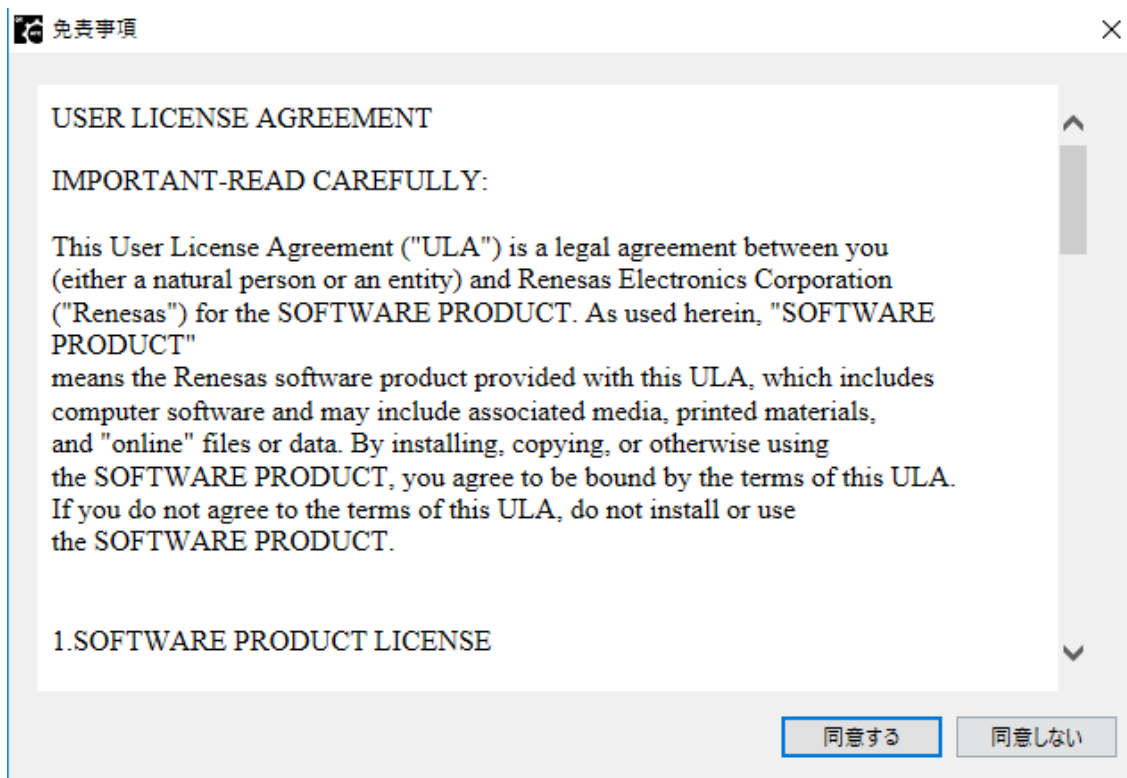 免責事項
USER LICENSE AGREEMENT
IMPORTANT-READ CAREFULLY:
This User License Agreement ("ULA") is a legal agreement between you
(either a natural person or an entity) and Renesas Electronics Corporation
("Renesas") for the SOFTWARE PRODUCT. As used herein, "SOFTWARE
PRODUCT"
means the Renesas software product provided with this ULA, which includes
computer software and may include associated media, printed materials,
and "online" files or data. By installing, copying, or otherwise using
the SOFTWARE PRODUCT, you agree to be bound by the terms of this ULA.
If you do not agree to the terms of this ULA, do not install or use
the SOFTWARE PRODUCT.
1.SOFTWARE PRODUCT LICENSE
同意する
同意しない